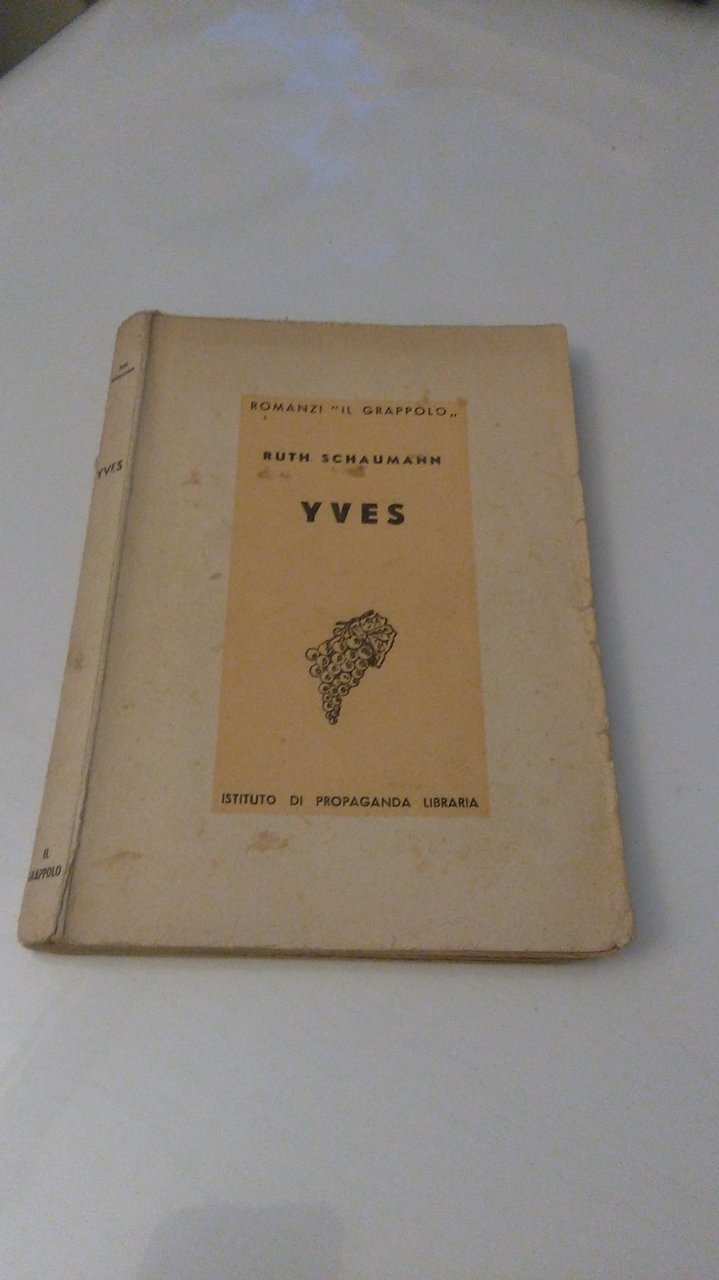 ROMANZI "IL GRAPPOLO„
RUTH SCHAUMANN
YVES
ISTITUTO DI PROPAGANDA LIBRARIA
YVES
IL
GRAPPOLO